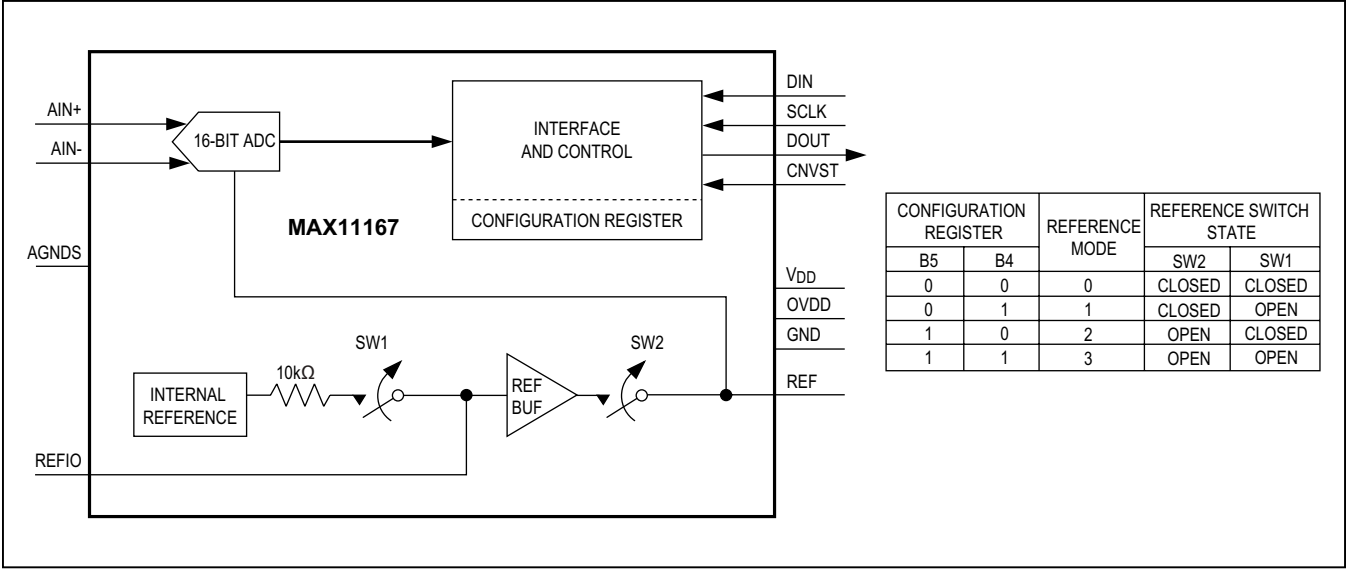 AIN+
AIN-
AGNDS
REFIO
16-BIT ADC
MAX11167
INTERFACE
AND CONTROL
CONFIGURATION REGISTER
DIN
SCLK
DOUT
CNVST
VDD
OVDD
GND
REF
INTERNAL
REFERENCE
10kΩ
SW1
REF
BUF
SW2
CONFIGURATION
REGISTER
REFERENCE
MODE
REFERENCE SWITCH
STATE
B5 B4 SW2 SW1
0 0 0 CLOSED CLOSED
0 1 1 CLOSED OPEN
1 0 2 OPEN CLOSED
1 1 3 OPEN OPEN